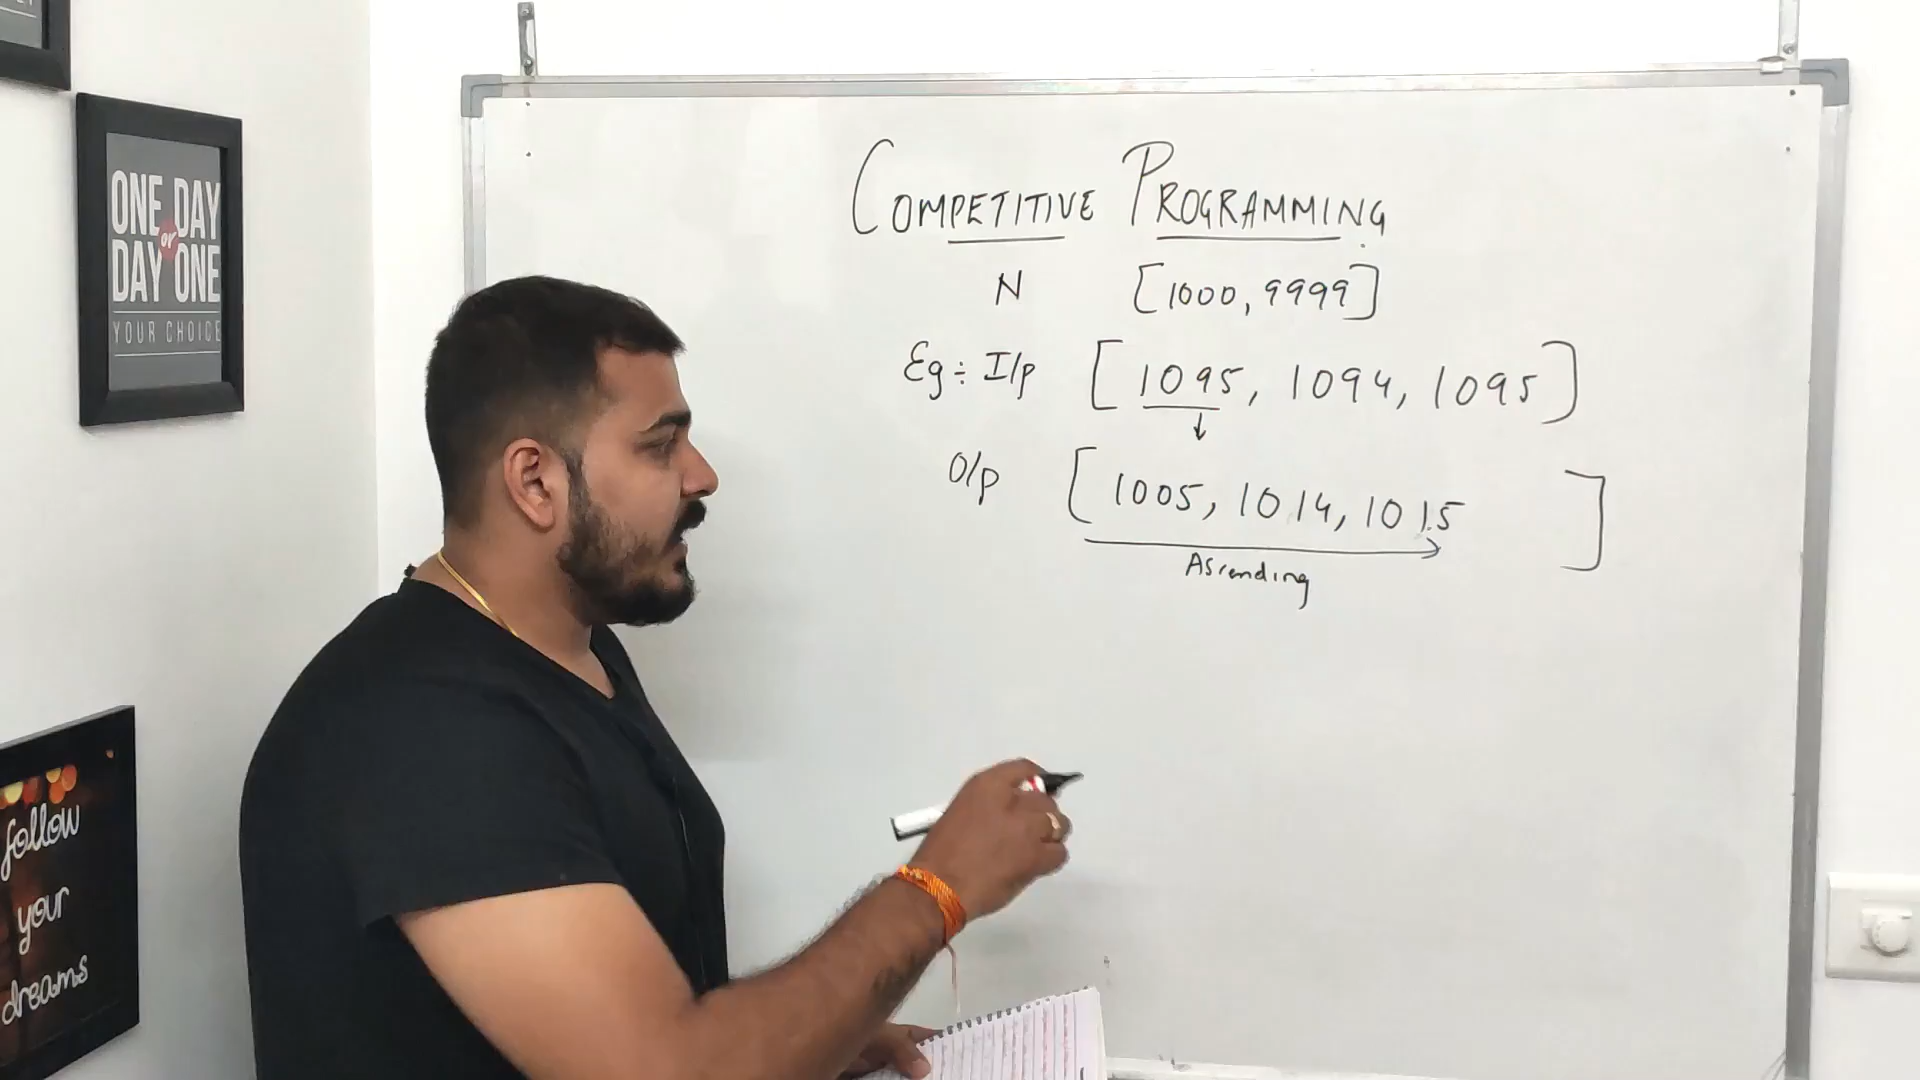 ONE DAY
or
DAY ONE
YOUR CHOICE
follow
your
dreams
COMPETITIVE PROGRAMMING
N [1000, 9999]
Eg ÷ I/p [1095, 1094, 1095]
↓
O/p [1005, 1014, 1015 ]
Ascending